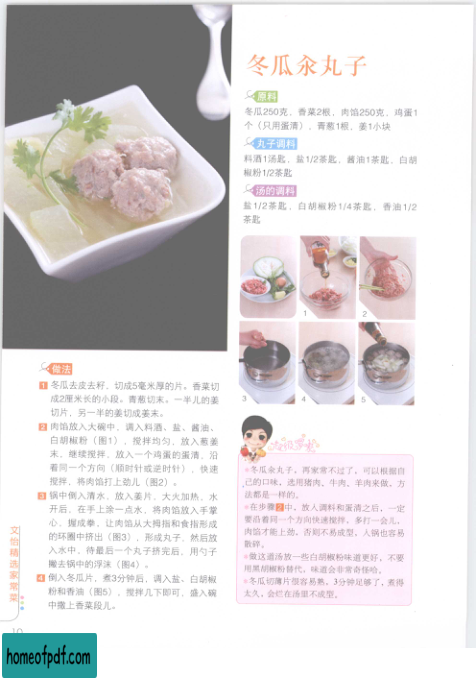 冬瓜汆丸子
原料
冬瓜250克、香菜2根、肉馅250克、鸡蛋1
个（只用蛋清）、青葱1根、姜1小块
丸子调料
料酒1汤匙、盐1/2茶匙、酱油1茶匙、白胡
椒粉1/2茶匙
汤的调料
盐1/2茶匙、白胡椒粉1/4茶匙、香油1/2
茶匙
1
2
3
4
5
做法
1 冬瓜去皮去籽，切成5毫米厚的片。香菜切
成2厘米长的小段。青葱切末。一半儿的姜
切片，另一半的姜切成姜末。
2 肉馅放入大碗中，调入料酒、盐、酱油、
白胡椒粉（图1），搅拌均匀，放入葱姜
末，继续搅拌，放入一个鸡蛋的蛋清，沿
着同一个方向（顺时针或逆时针），快速
搅拌，将肉馅打上劲儿（图2）。
3 锅中倒入清水，放入姜片，大火加热，水
开后，在手上涂一点水，将肉馅放入手掌
心，握成拳，让肉馅从大拇指和食指形成
的环圈中挤出（图3），形成丸子，然后放
入水中，待最后一个丸子挤完后，用勺子
撇去锅中的浮沫（图4）。
4 倒入冬瓜片，煮3分钟后，调入盐、白胡椒
粉和香油（图5），搅拌几下即可，盛入碗
中撒上香菜段儿。
冬瓜汆丸子，再家常不过了，可以根据自
己的口味，选用猪肉、牛肉、羊肉来做，方
法都是一样的。
在步骤2中，放入调料和蛋清之后，一定
要沿着同一个方向快速搅拌，多打一会儿，
肉馅才能上劲，否则不易成型，入锅也容易
散碎。
做这道汤放一些白胡椒粉味道更好，不要
用黑胡椒粉替代，味道会非常奇怪哈。
冬瓜切薄片很容易熟，3分钟足够了，煮得
太久，会烂在汤里不成型。
文怡精选家常菜
10
homeofpdf.com